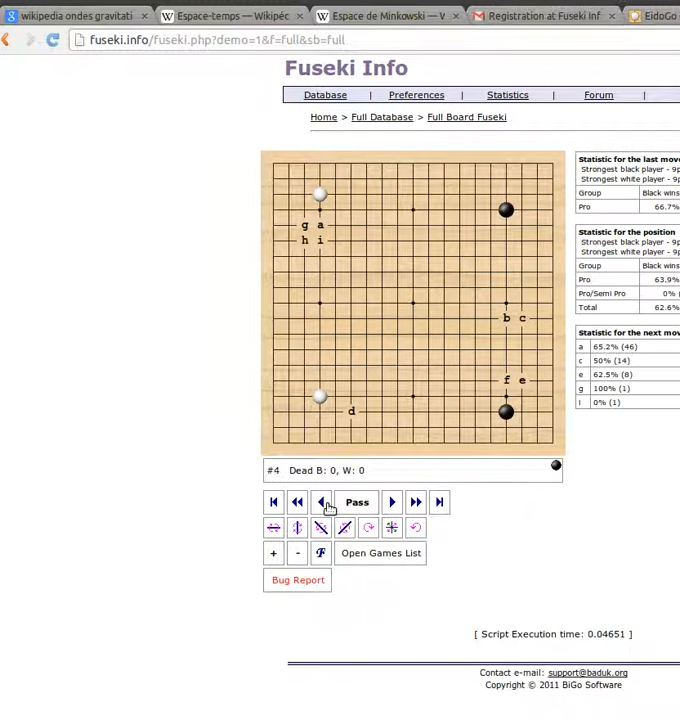 wikipedia ondes gravitati
Espace-temps — Wikipéc
Espace de Minkowski — V
Registration at Fuseki Inf
EidoGo
fuseki.info/fuseki.php?demo=1&f=full&sb=full
Fuseki Info
Database | Preferences | Statistics | Forum |
Home > Full Database > Full Board Fuseki
g a
h i
b c
f e
d
Statistic for the last mov
Strongest black player - 9p
Strongest white player - 9p
Group Black wins
Pro 66.7%
Statistic for the position
Strongest black player - 9p
Strongest white player - 9p
Group Black wins
Pro 63.9%
Pro/Semi Pro 0% (
Total 62.6%
Statistic for the next mov
a 65.2% (46)
c 50% (14)
e 62.5% (8)
g 100% (1)
I 0% (1)
#4 Dead B: 0, W: 0
Pass
+ - F Open Games List
Bug Report
[ Script Execution time: 0.04651 ]
Contact e-mail: support@baduk.org
Copyright © 2011 BiGo Software